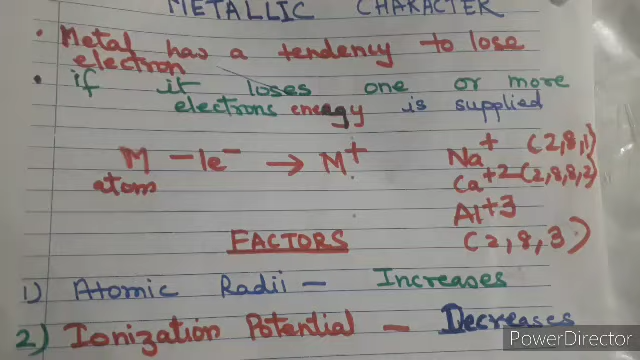 METALLIC CHARACTER
• Metal has a tendency to lose
electron
• if it loses one or more
electrons energy is supplied
M – 1e⁻ → M⁺
atom
Na⁺ (2,8,1)
Ca⁺² (2,8,8,2)
Al⁺³
(2,8,3)
FACTORS
1) Atomic Radii – Increases
2) Ionization Potential – Decreases
PowerDirector